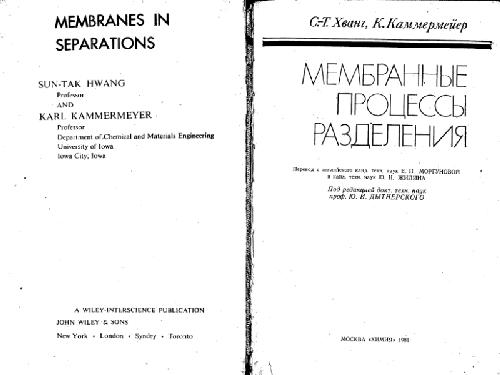 MEMBRANES IN
SEPARATIONS
SUN-TAK HWANG
Professor
AND
KARL KAMMERMEYER
Professor
Department of Chemical and Materials Engineering
University of Iowa
Iowa City, Iowa
A WILEY-INTERSCIENCE PUBLICATION
JOHN WILEY & SONS
New York • London • Syndry • Toronto
С.-Т. Хванг, К. Каммермейер
МЕМБРАННЫЕ
ПРОЦЕССЫ
РАЗДЕЛЕНИЯ
Перевод с английского канд. техн. наук Е. П. МОРГУНОВОЙ
и канд. техн. наук Ю. Н. ЖИЛИНА
Под редакцией докт. техн. наук
проф. Ю. И. ДЫТНЕРСКОГО
МОСКВА «ХИМИЯ» 1981